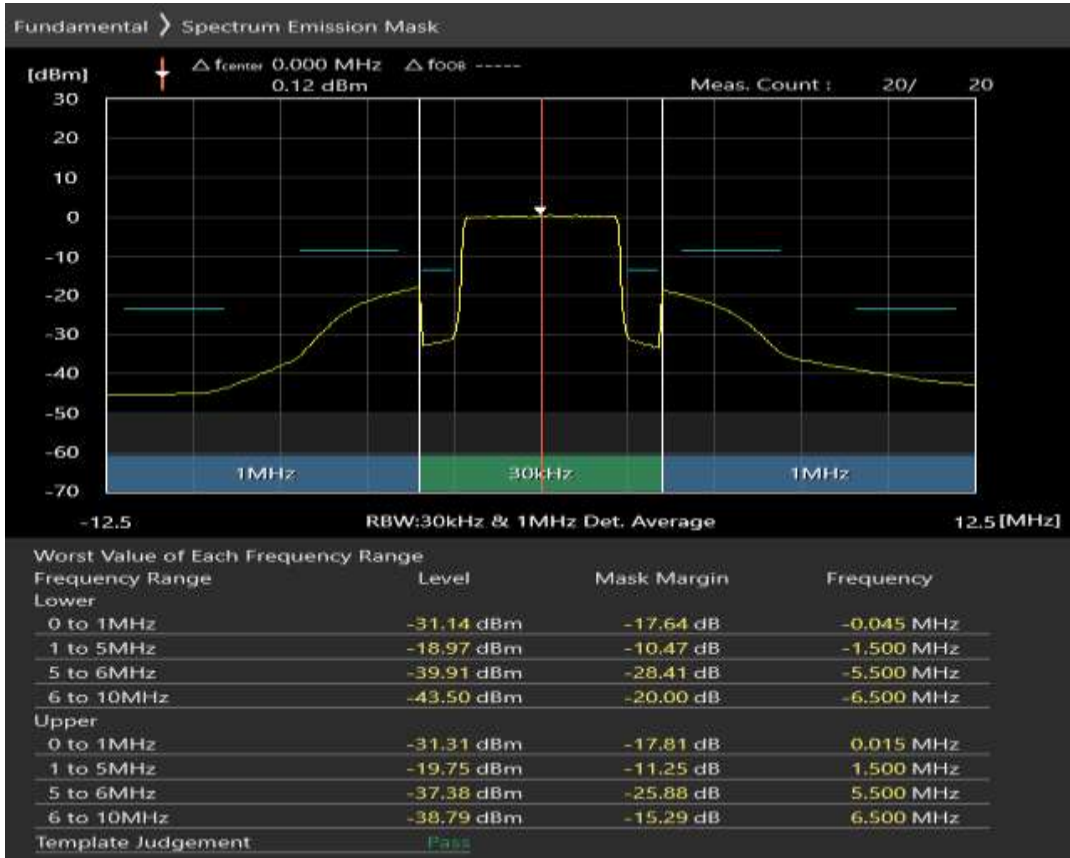 Fundamental ❯ Spectrum Emission Mask
[dBm] △ fcenter 0.000 MHz △ fOOB -----
0.12 dBm Meas. Count : 20/ 20
30
20
10
0
-10
-20
-30
-40
-50
-60
1MHz 30kHz 1MHz
-70
-12.5 RBW:30kHz & 1MHz Det. Average 12.5 [MHz]
Worst Value of Each Frequency Range
Frequency Range Level Mask Margin Frequency
Lower
0 to 1MHz -31.14 dBm -17.64 dB -0.045 MHz
1 to 5MHz -18.97 dBm -10.47 dB -1.500 MHz
5 to 6MHz -39.91 dBm -28.41 dB -5.500 MHz
6 to 10MHz -43.50 dBm -20.00 dB -6.500 MHz
Upper
0 to 1MHz -31.31 dBm -17.81 dB 0.015 MHz
1 to 5MHz -19.75 dBm -11.25 dB 1.500 MHz
5 to 6MHz -37.38 dBm -25.88 dB 5.500 MHz
6 to 10MHz -38.79 dBm -15.29 dB 6.500 MHz
Template Judgement Pass